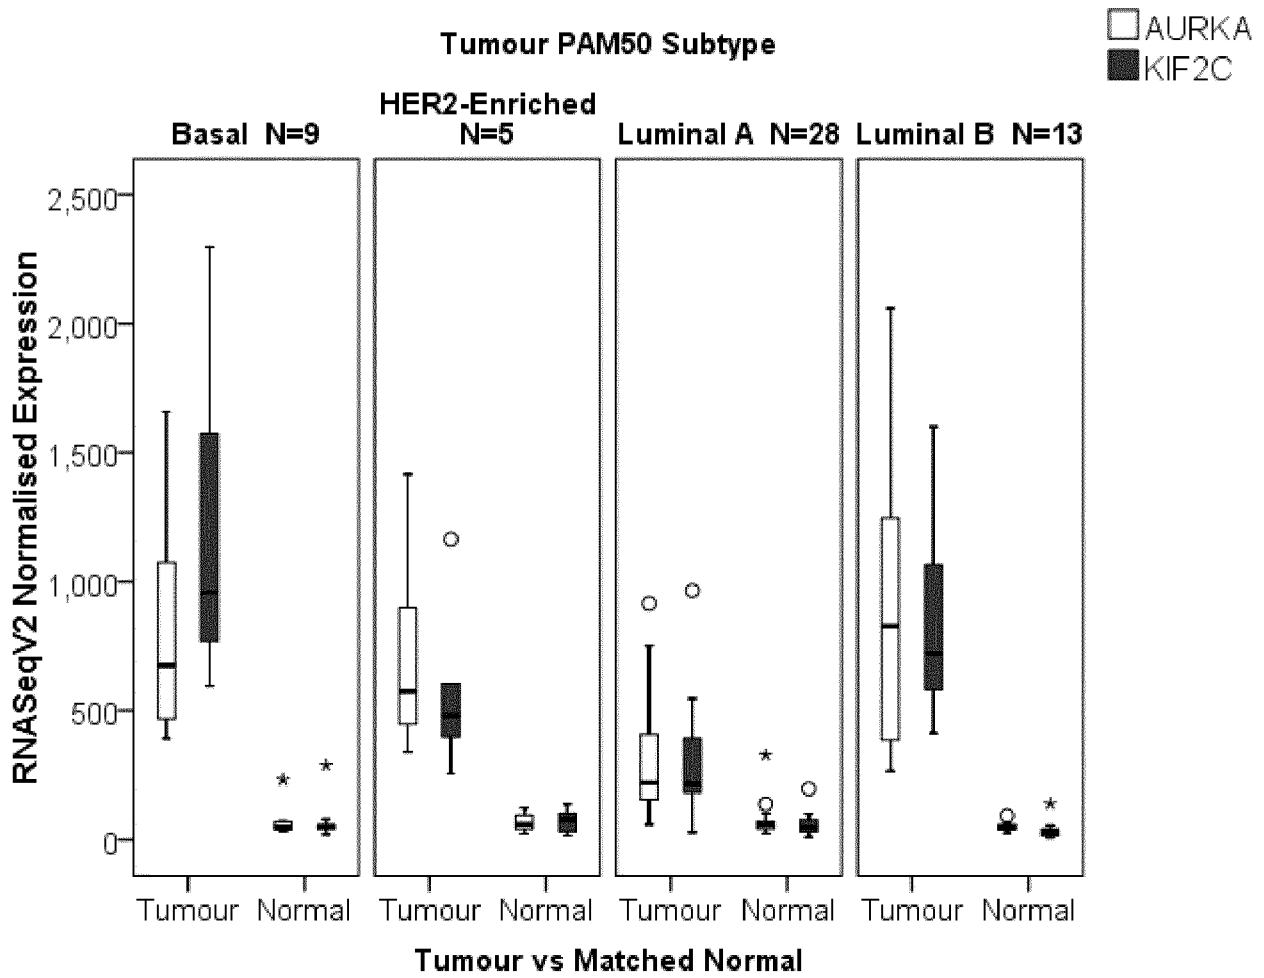 AURKA
KIF2C
Tumour PAM50 Subtype
Basal N=9
HER2-Enriched
N=5
Luminal A N=28
Luminal B N=13
RNASeqV2 Normalised Expression
2,500
2,000
1,500
1,000
500
0
Tumour Normal
Tumour Normal
Tumour Normal
Tumour Normal
Tumour vs Matched Normal